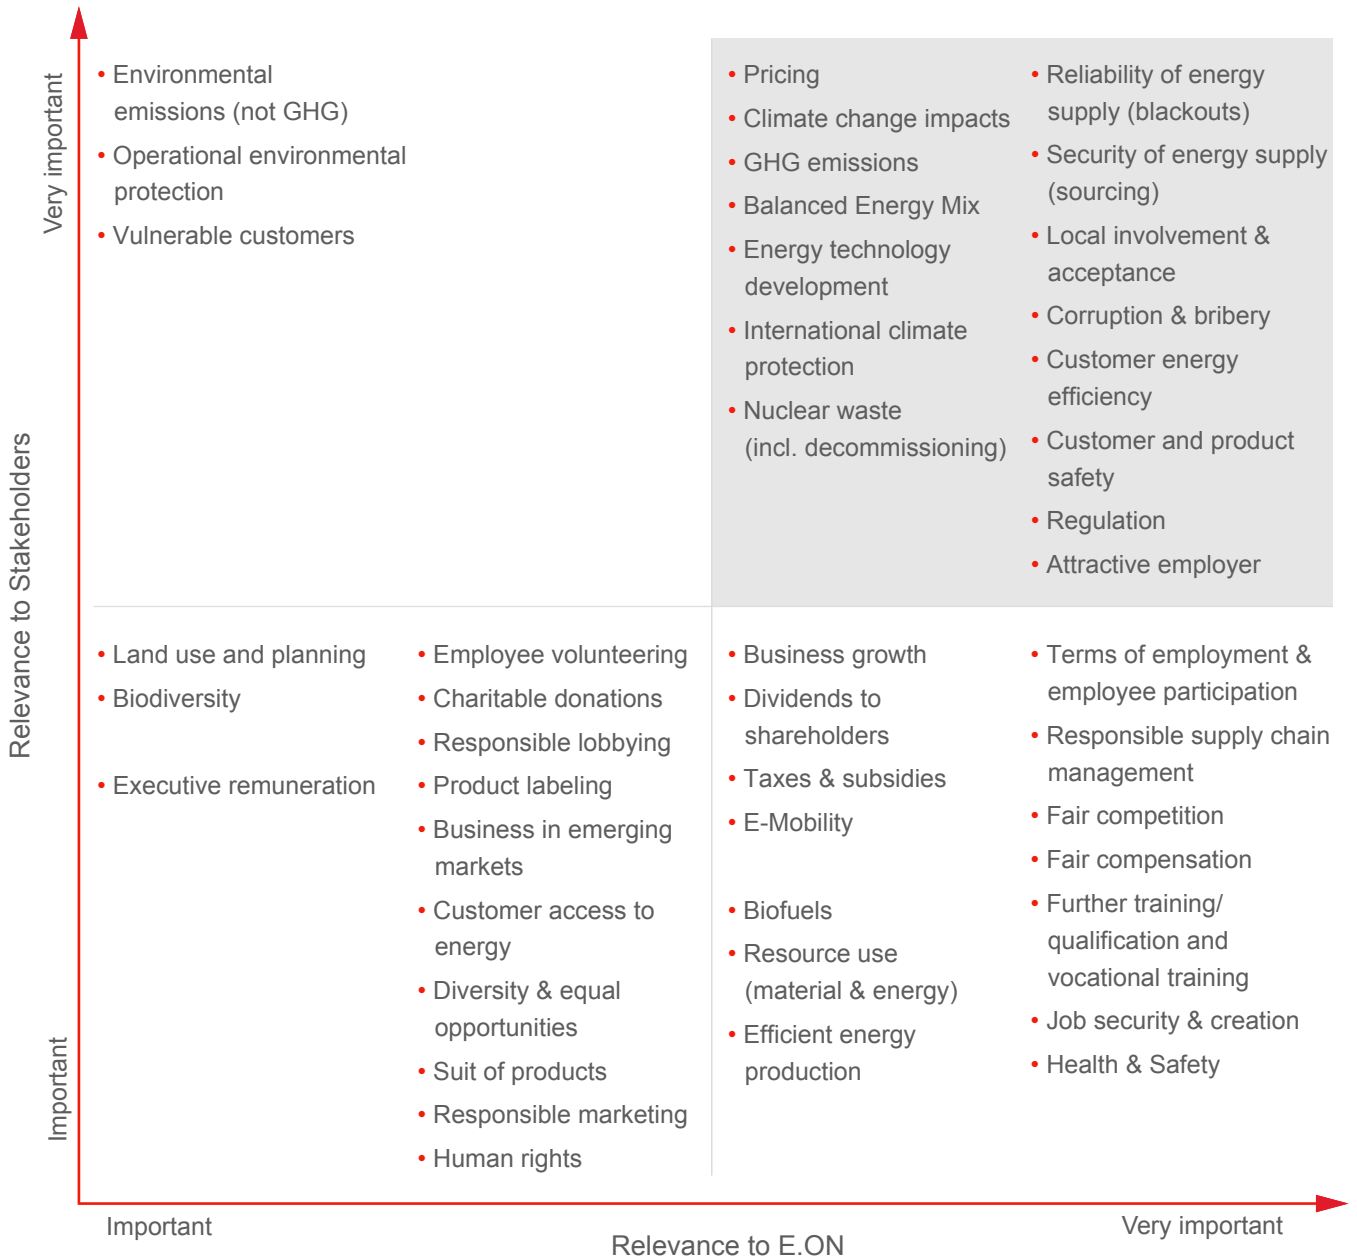 Very important
Relevance to Stakeholders
Important
• Environmental
emissions (not GHG)
• Operational environmental
protection
• Vulnerable customers
• Pricing
• Climate change impacts
• GHG emissions
• Balanced Energy Mix
• Energy technology
development
• International climate
protection
• Nuclear waste
(incl. decommissioning)
• Reliability of energy
supply (blackouts)
• Security of energy supply
(sourcing)
• Local involvement &
acceptance
• Corruption & bribery
• Customer energy
efficiency
• Customer and product
safety
• Regulation
• Attractive employer
• Land use and planning
• Biodiversity
• Executive remuneration
• Employee volunteering
• Charitable donations
• Responsible lobbying
• Product labeling
• Business in emerging
markets
• Customer access to
energy
• Diversity & equal
opportunities
• Suit of products
• Responsible marketing
• Human rights
• Business growth
• Dividends to
shareholders
• Taxes & subsidies
• E-Mobility
• Biofuels
• Resource use
(material & energy)
• Efficient energy
production
• Terms of employment &
employee participation
• Responsible supply chain
management
• Fair competition
• Fair compensation
• Further training/
qualification and
vocational training
• Job security & creation
• Health & Safety
Important
Relevance to E.ON
Very important